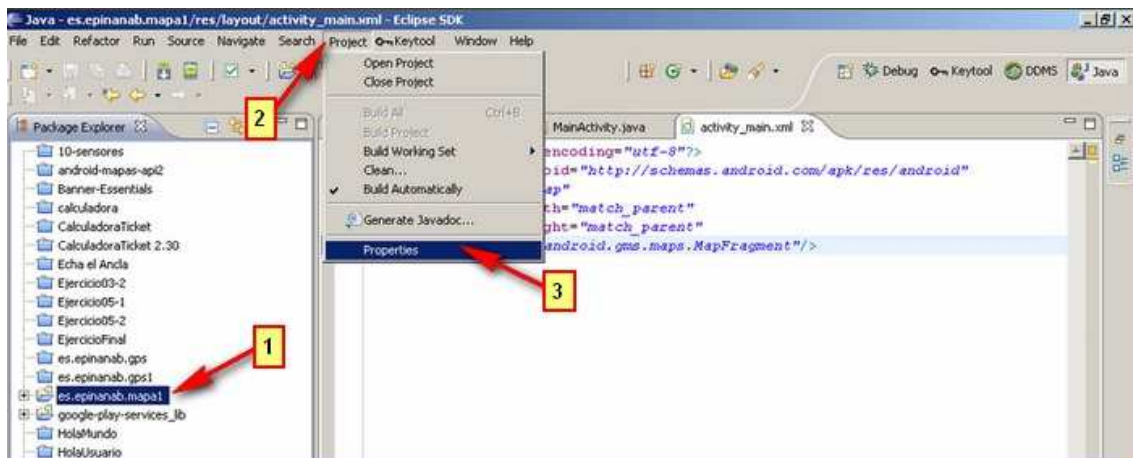 Java - es.epinanab.mapa1/res/layout/activity_main.xml - Eclipse SDK
File Edit Refactor Run Source Navigate Search Project Keytool Window Help
Open Project
Close Project
Build All Ctrl+B
Build Project
Build Working Set
Clean...
Build Automatically
Generate Javadoc...
Properties
Debug Keytool DDMS Java
2
Package Explorer
10-sensores
android-mapas-api2
Banner-Essentials
calculadora
CalculadoraTicket
CalculadoraTicket 2.30
Echa el Ancla
Ejercicio03-2
Ejercicio05-1
Ejercicio05-2
EjercicioFinal
es.epinanab.gps
es.epinanab.gps1
es.epinanab.mapa1
google-play-services_lib
HolaMundo
HolaUsuario
1
MainActivity.java activity_main.xml
encoding="utf-8"?>
oid="http://schemas.android.com/apk/res/android"
ap"
th="match_parent"
ght="match_parent"
android.gms.maps.MapFragment"/>
3